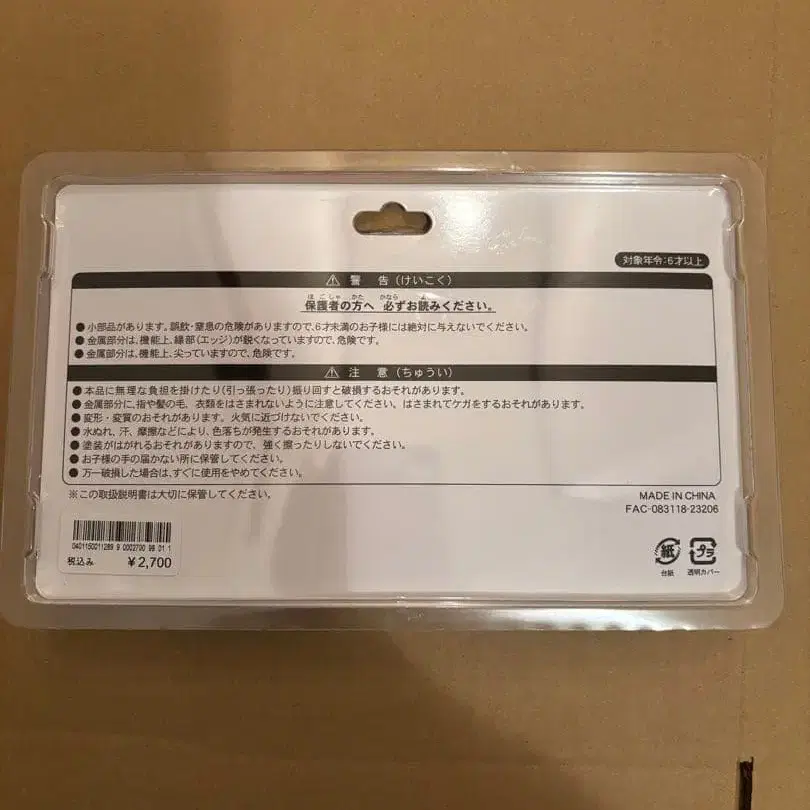 対象年令:6才以上
⚠ 警 告(けいこく)
保護者の方へ 必ずお読みください。
●小部品があります。誤飲・窒息の危険がありますので、6才未満のお子様には絶対に与えないでください。
●金属部分は、機能上、縁部(エッジ)が鋭くなっていますので、危険です。
●金属部分は、機能上、尖っていますので、危険です。
⚠ 注 意(ちゅうい)
●本品に無理な負担を掛けたり(引っ張ったり)振り回すと破損するおそれがあります。
●金属部分に、指や髪の毛、衣類をはさまれないように注意してください。はさまれてケガをするおそれがあります。
●変形・変質のおそれがあります。火気に近づけないでください。
●水ぬれ、汗、摩擦などにより、色落ちが発生するおそれがあります。
●塗装がはがれるおそれがありますので、強く擦ったりしないでください。
●お子様の手の届かない所に保管してください。
●万一破損した場合は、すぐに使用をやめてください。
※この取扱説明書は大切に保管してください。
MADE IN CHINA
FAC-083118-23206
0401150011289 9 0002700 98 01 1
税込み ¥2,700
紙 プラ
台紙 透明カバー